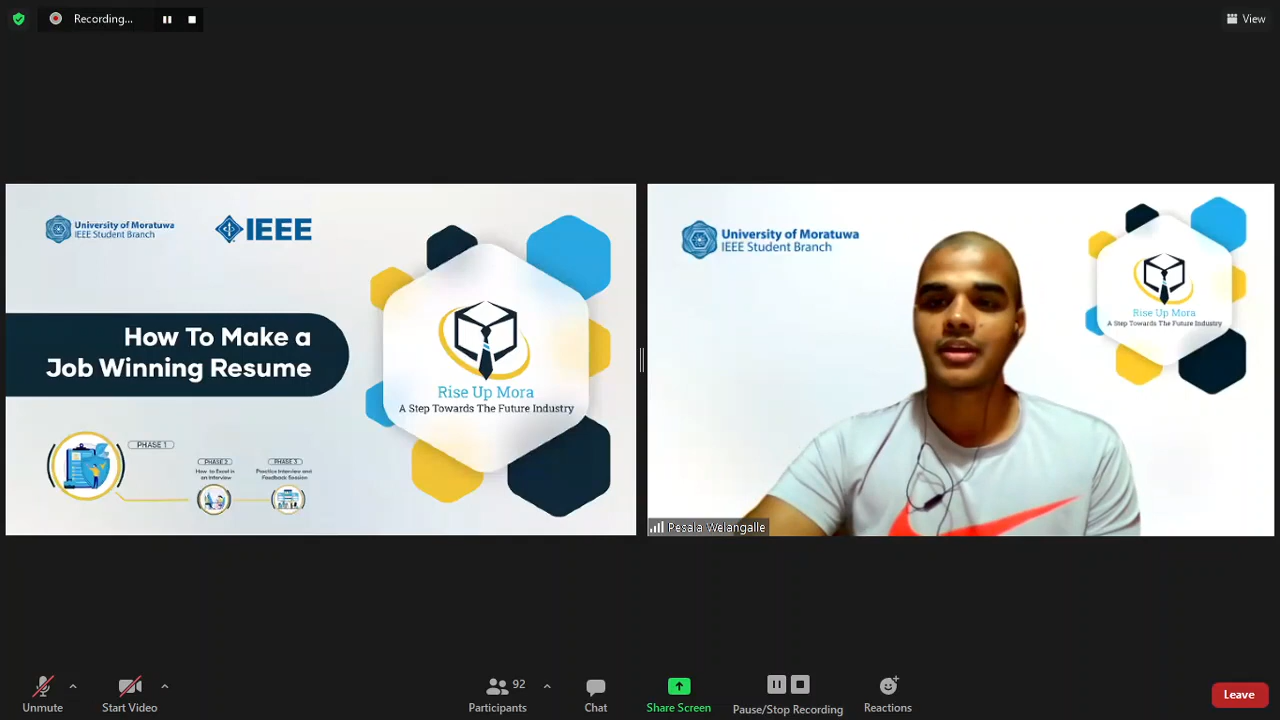 Recording...
View
University of Moratuwa
IEEE Student Branch
IEEE
How To Make a
Job Winning Resume
Rise Up Mora
A Step Towards The Future Industry
PHASE 1
PHASE 2
How to Excel in
an Interview
PHASE 3
Practice Interview and
Feedback Session
University of Moratuwa
IEEE Student Branch
Rise Up Mora
A Step Towards The Future Industry
Pesala Welangalle
Unmute
Start Video
92
Participants
Chat
Share Screen
Pause/Stop Recording
Reactions
Leave